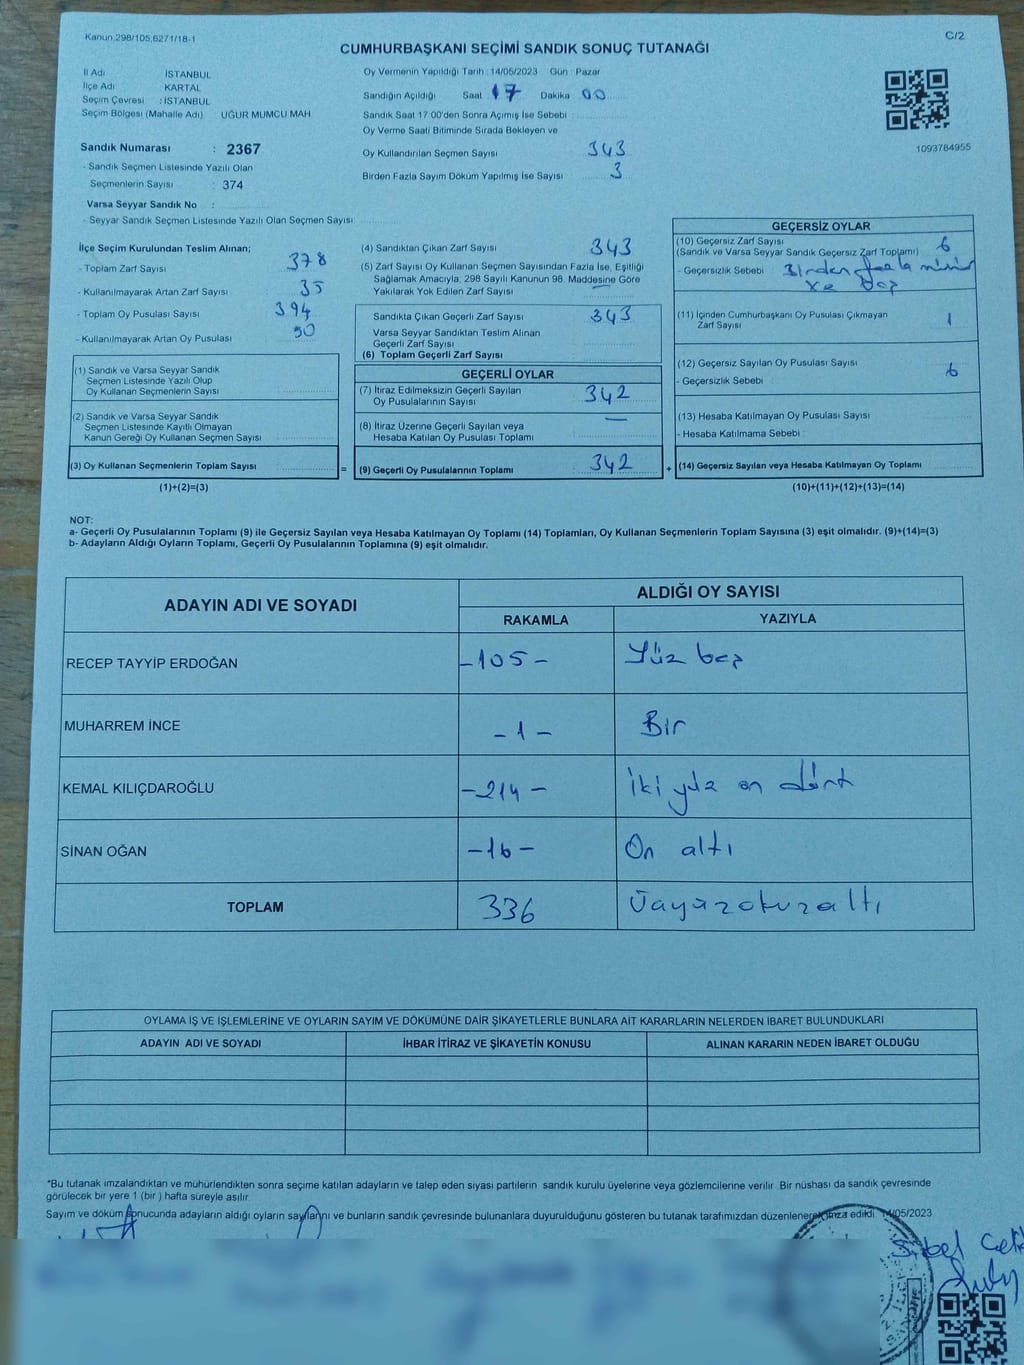 Kanun 298/105;6271/18-1
C/2
CUMHURBAŞKANI SEÇİMİ SANDIK SONUÇ TUTANAĞI
İl Adı İSTANBUL
İlçe Adı KARTAL
Seçim Çevresi : İSTANBUL
Seçim Bölgesi (Mahalle Adı) UĞUR MUMCU MAH
Sandık Numarası : 2367
- Sandık Seçmen Listesinde Yazılı Olan
Seçmenlerin Sayısı : 374
Varsa Seyyar Sandık No :
- Seyyar Sandık Seçmen Listesinde Yazılı Olan Seçmen Sayısı
Oy Vermenin Yapıldığı Tarih : 14/05/2023 Gün : Pazar
Sandığın Açıldığı Saat 17 Dakika 00
Sandık Saat 17 00'den Sonra Açımış İse Sebebi
Oy Verme Saati Bitiminde Sırada Bekleyen ve
Oy Kullandırılan Seçmen Sayısı 343
Birden Fazla Sayım Döküm Yapılmış İse Sayısı 3
1093784955
İlçe Seçim Kurulundan Teslim Alınan;
- Toplam Zarf Sayısı 378
- Kullanılmayarak Artan Zarf Sayısı 35
- Toplam Oy Pusulası Sayısı 394
- Kullanılmayarak Artan Oy Pusulası 50
(1) Sandık ve Varsa Seyyar Sandık
Seçmen Listesinde Yazılı Olup
Oy Kullanan Seçmenlerin Sayısı
(2) Sandık ve Varsa Seyyar Sandık
Seçmen Listesinde Kayıtlı Olmayan
Kanun Gereği Oy Kullanan Seçmen Sayısı
(3) Oy Kullanan Seçmenlerin Toplam Sayısı
(1)+(2)=(3)
(4) Sandıktan Çıkan Zarf Sayısı 343
(5) Zarf Sayısı Oy Kullanan Seçmen Sayısından Fazla İse, Eşitliği
Sağlamak Amacıyla; 298 Sayılı Kanunun 98. Maddesine Göre
Yakılarak Yok Edilen Zarf Sayısı —
Sandıkta Çıkan Geçerli Zarf Sayısı 343
Varsa Seyyar Sandıktan Teslim Alınan
Geçerli Zarf Sayısı
(6) Toplam Geçerli Zarf Sayısı
GEÇERLİ OYLAR
(7) İtiraz Edilmeksizin Geçerli Sayılan
Oy Pusulalarının Sayısı 342
(8) İtiraz Üzerine Geçerli Sayılan veya
Hesaba Katılan Oy Pusulası Toplamı —
= (9) Geçerli Oy Pusulalarının Toplamı 342 +
GEÇERSİZ OYLAR
(10) Geçersiz Zarf Sayısı 6
(Sandık ve Varsa Seyyar Sandık Geçersiz Zarf Toplamı)
- Geçersizlik Sebebi Birden fazla
(11) İçinden Cumhurbaşkanı Oy Pusulası Çıkmayan
Zarf Sayısı 1
(12) Geçersiz Sayılan Oy Pusulası Sayısı 6
- Geçersizlik Sebebi :
(13) Hesaba Katılmayan Oy Pusulası Sayısı
- Hesaba Katılmama Sebebi :
(14) Geçersiz Sayılan veya Hesaba Katılmayan Oy Toplamı
(10)+(11)+(12)+(13)=(14)
NOT:
a- Geçerli Oy Pusulalarının Toplamı (9) ile Geçersiz Sayılan veya Hesaba Katılmayan Oy Toplamı (14) Toplamları, Oy Kullanan Seçmenlerin Toplam Sayısına (3) eşit olmalıdır. (9)+(14)=(3)
b- Adayların Aldığı Oyların Toplamı, Geçerli Oy Pusulalarının Toplamına (9) eşit olmalıdır.
ADAYIN ADI VE SOYADI ALDIĞI OY SAYISI
RAKAMLA YAZIYLA
RECEP TAYYİP ERDOĞAN -105- Yüz beş
MUHARREM İNCE -1- Bir
KEMAL KILIÇDAROĞLU -214- İki yüz on dört
SİNAN OĞAN -16- On altı
TOPLAM 336 Üçyüzotuzaltı
OYLAMA İŞ VE İŞLEMLERİNE VE OYLARIN SAYIM VE DÖKÜMÜNE DAİR ŞİKAYETLERLE BUNLARA AİT KARARLARIN NELERDEN İBARET BULUNDUKLARI
ADAYIN ADI VE SOYADI İHBAR İTİRAZ VE ŞİKAYETİN KONUSU ALINAN KARARIN NEDEN İBARET OLDUĞU
*Bu tutanak imzalandıktan ve mühürlendikten sonra seçime katılan adayların ve talep eden siyasi partilerin sandık kurulu üyelerine veya gözlemcilerine verilir. Bir nüshası da sandık çevresinde
görülecek bir yere 1 (bir) hafta süreyle asılır.
Sayım ve döküm sonucunda adayların aldığı oyların sayılarını ve bunların sandık çevresinde bulunanlara duyurulduğunu gösteren bu tutanak tarafımızdan düzenlenerek imza edildi. 14/05/2023